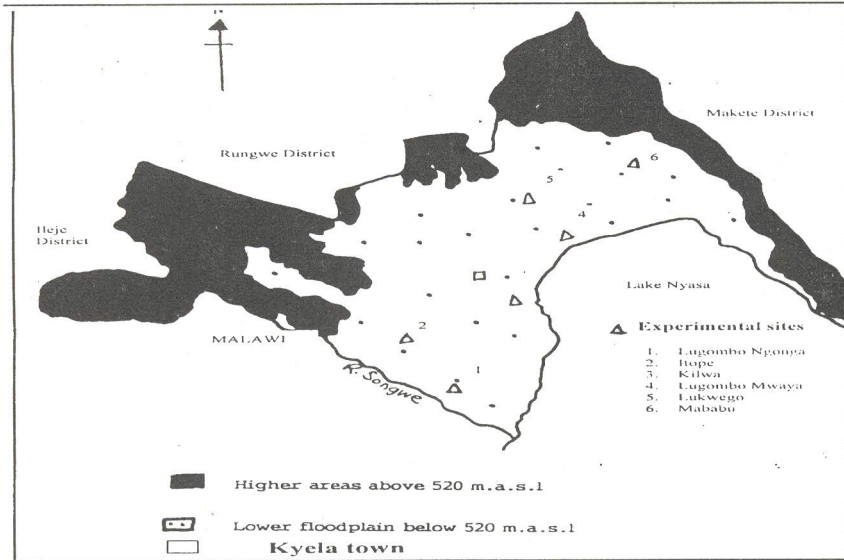 Makete District
Rungwe District
6
5
4
Ileje
District
Lake Nyasa
Experimental sites
2
MALAWI
1. Lugombo Ngonga
2. Itope
3. Kilwa
4. Lugombo Mwaya
5. Lukwego
6. Mababu
1
R. Songwe
Higher areas above 520 m.a.s.l
Lower floodplain below 520 m.a.s.l
Kyela town